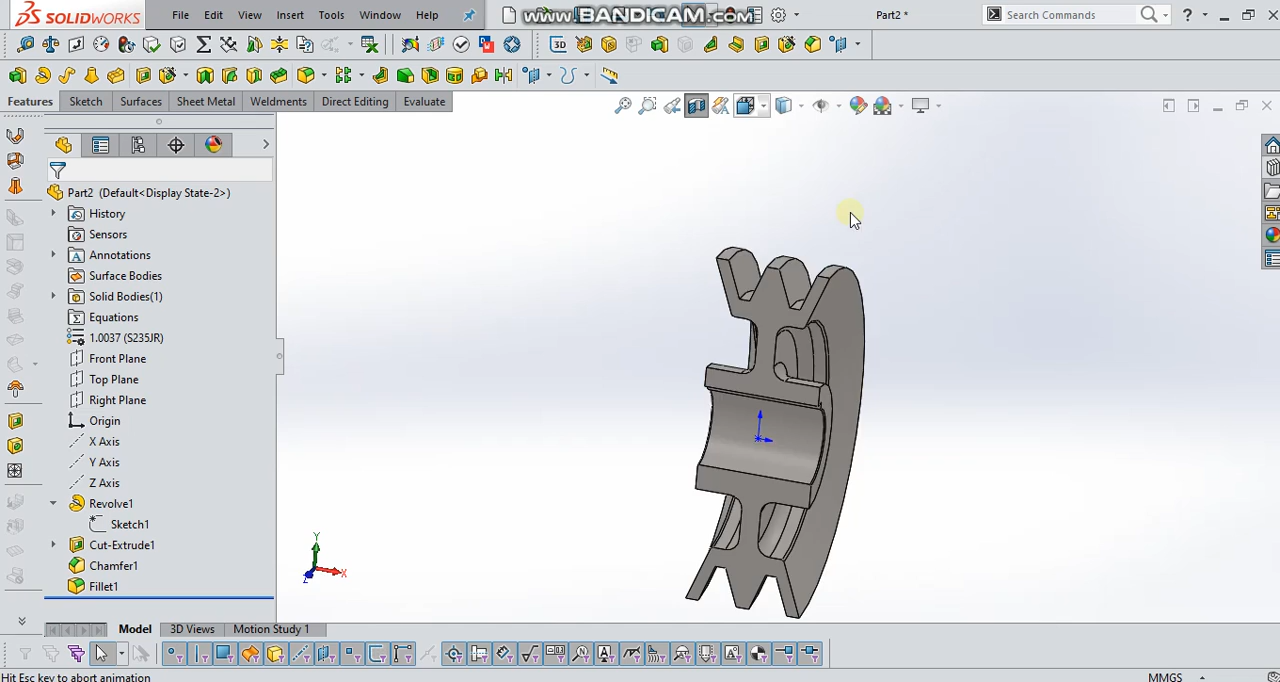 SOLIDWORKS
File Edit View Insert Tools Window Help
www.BANDICAM.com
Part2 *
Search Commands
?
3D
Features Sketch Surfaces Sheet Metal Weldments Direct Editing Evaluate
Part2 (Default<Display State-2>)
History
Sensors
Annotations
Surface Bodies
Solid Bodies(1)
Equations
1.0037 (S235JR)
Front Plane
Top Plane
Right Plane
Origin
X Axis
Y Axis
Z Axis
Revolve1
Sketch1
Cut-Extrude1
Chamfer1
Fillet1
Y
X
Z
Model 3D Views Motion Study 1
Hit Esc key to abort animation
MMGS